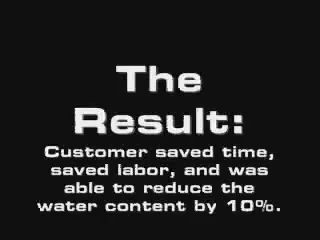 The
Result:
Customer saved time,
saved labor, and was
able to reduce the
water content by 10%.